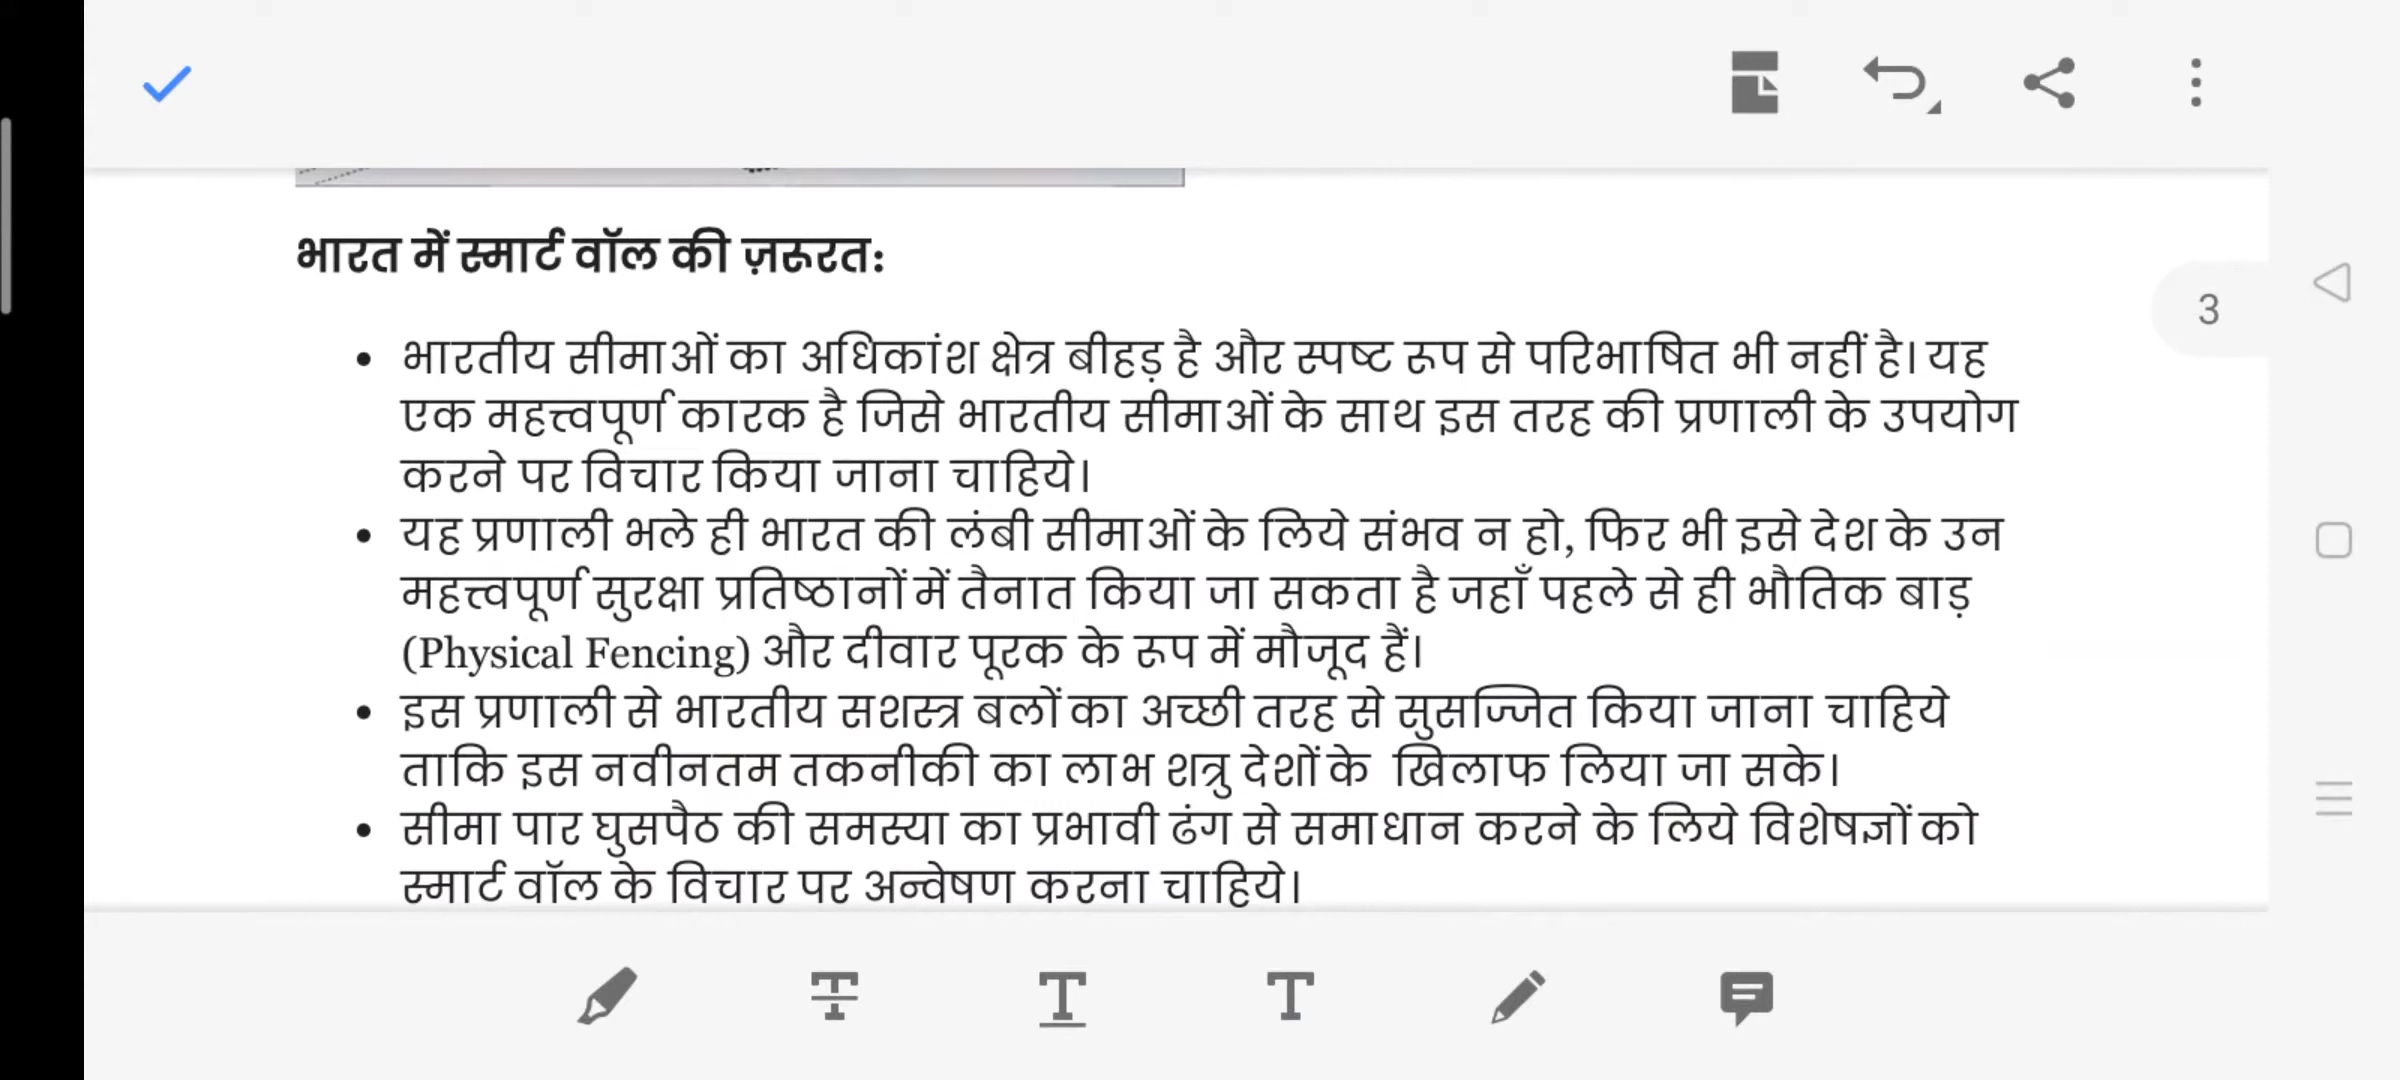 भारत में स्मार्ट वॉल की ज़रूरतः
3
• भारतीय सीमाओं का अधिकांश क्षेत्र बीहड़ है और स्पष्ट रूप से परिभाषित भी नहीं है। यह
एक महत्त्वपूर्ण कारक है जिसे भारतीय सीमाओं के साथ इस तरह की प्रणाली के उपयोग
करने पर विचार किया जाना चाहिये।
• यह प्रणाली भले ही भारत की लंबी सीमाओं के लिये संभव न हो, फिर भी इसे देश के उन
महत्त्वपूर्ण सुरक्षा प्रतिष्ठानों में तैनात किया जा सकता है जहाँ पहले से ही भौतिक बाड़
(Physical Fencing) और दीवार पूरक के रूप में मौजूद हैं।
• इस प्रणाली से भारतीय सशस्त्र बलों का अच्छी तरह से सुसज्जित किया जाना चाहिये
ताकि इस नवीनतम तकनीकी का लाभ शत्रु देशों के खिलाफ लिया जा सके।
• सीमा पार घुसपैठ की समस्या का प्रभावी ढंग से समाधान करने के लिये विशेषज्ञों को
स्मार्ट वॉल के विचार पर अन्वेषण करना चाहिये।